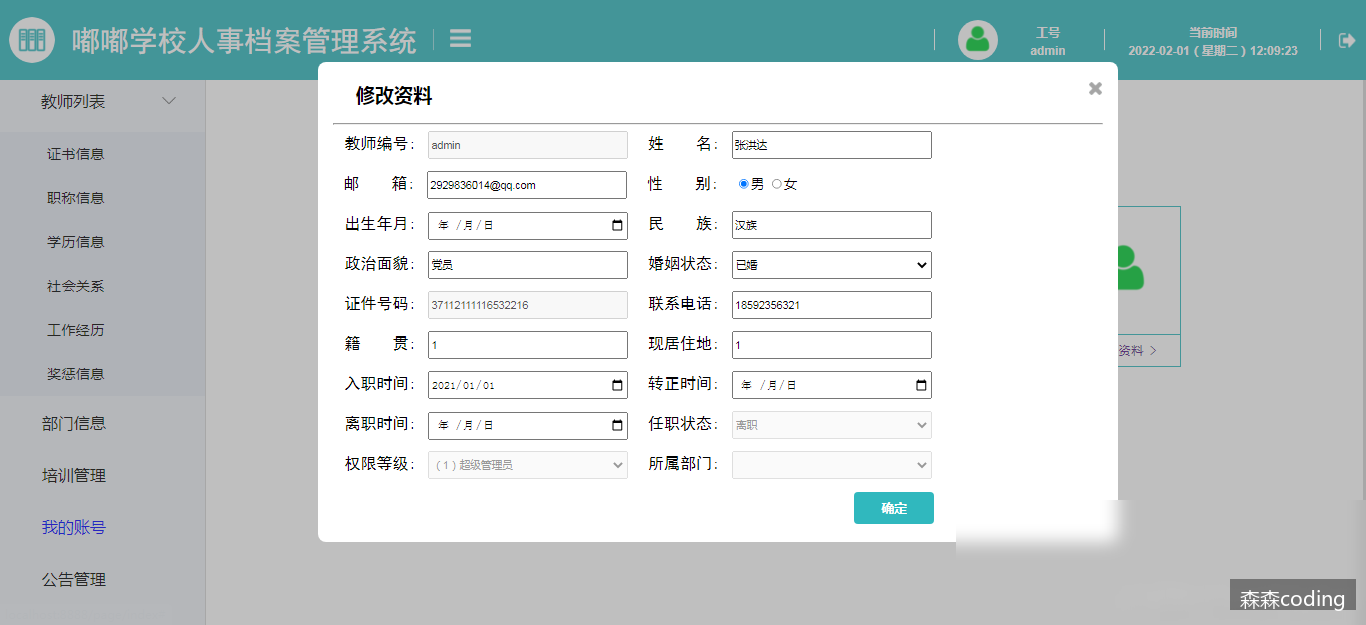 嘟嘟学校人事档案管理系统
工号
admin
当前时间
2022-02-01（星期二）12:09:23
教师列表
证书信息
职称信息
学历信息
社会关系
工作经历
奖惩信息
部门信息
培训管理
我的账号
公告管理
修改资料
教师编号： admin 姓 名： 张洪达
邮 箱： 2929836014@qq.com 性 别： 男 女
出生年月： 年 /月/日 民 族： 汉族
政治面貌： 党员 婚姻状态： 已婚
证件号码： 37112111116532216 联系电话： 18592356321
籍 贯： 1 现居住地： 1
入职时间： 2021/01/01 转正时间： 年 /月/日
离职时间： 年 /月/日 任职状态： 离职
权限等级： （1）超级管理员 所属部门：
确定
资料 >
森森coding